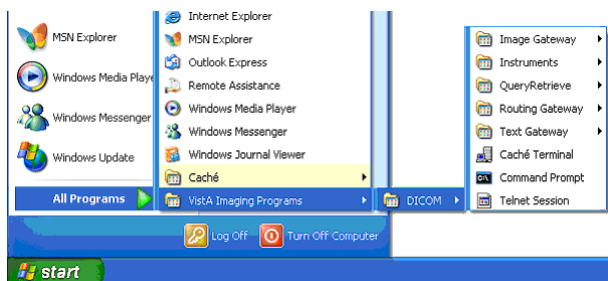 MSN Explorer
Windows Media Playe
Windows Messenger
Windows Update
All Programs
Internet Explorer
MSN Explorer
Outlook Express
Remote Assistance
Windows Media Player
Windows Messenger
Windows Journal Viewer
Caché
VistA Imaging Programs
DICOM
Image Gateway
Instruments
QueryRetrieve
Routing Gateway
Text Gateway
Caché Terminal
Command Prompt
Telnet Session
Log Off
Turn Off Computer
start